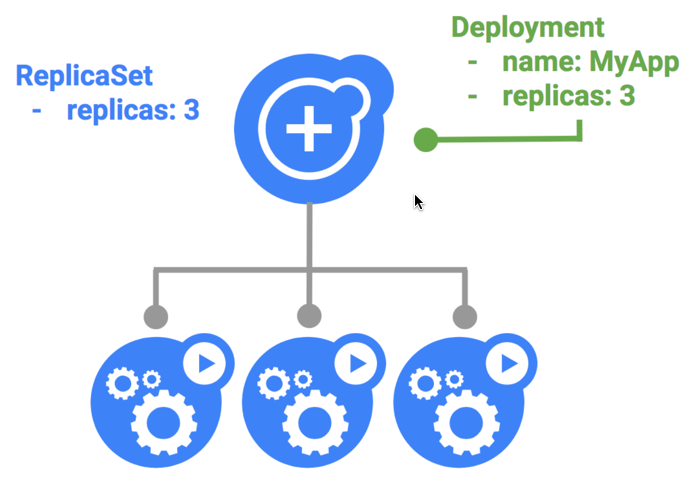 Deployment
- name: MyApp
- replicas: 3
ReplicaSet
- replicas: 3